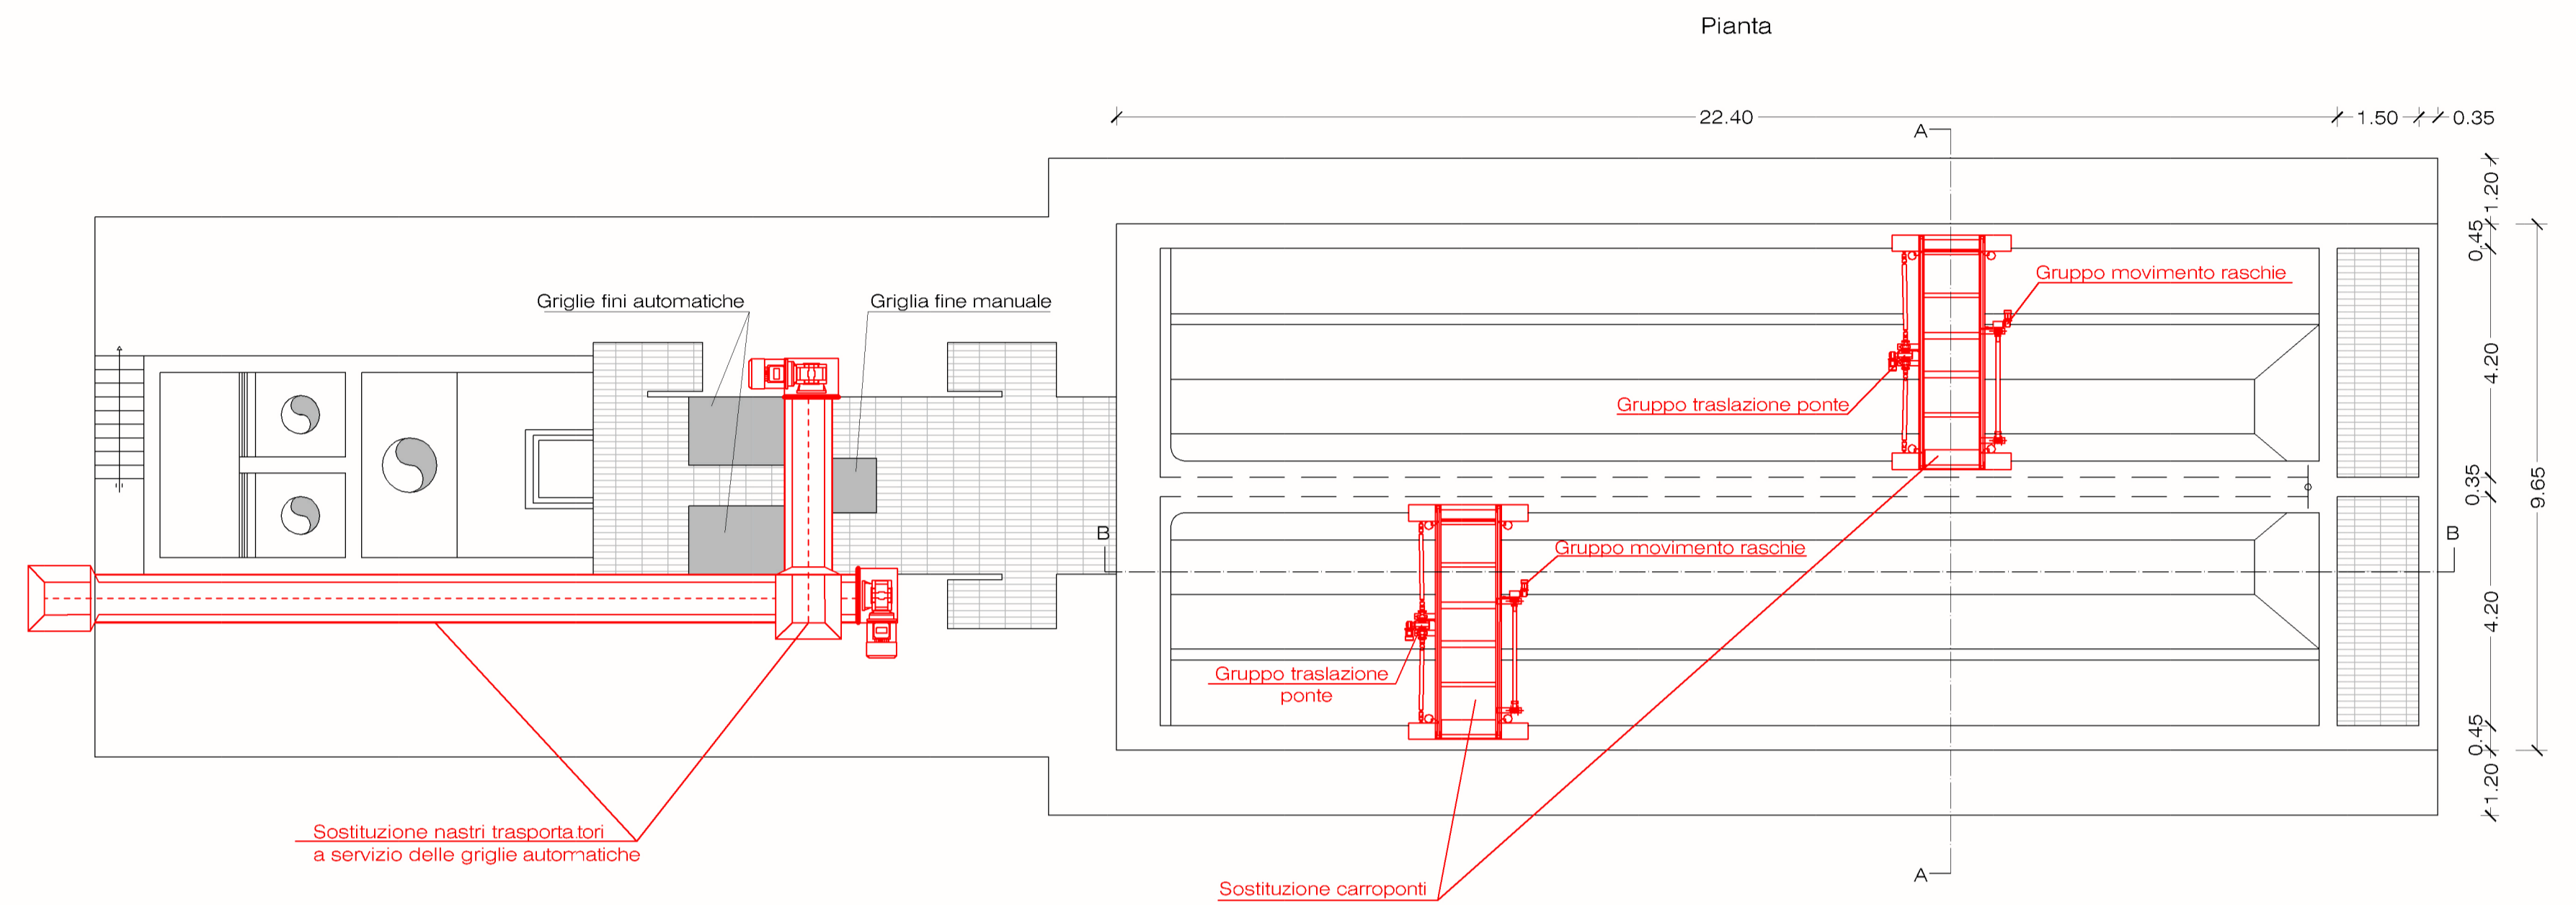 Pianta
22.40
1.50
0.35
A
1.20
0.45
Gruppo movimento raschie
Griglie fini automatiche
Griglia fine manuale
4.20
Gruppo traslazione ponte
0.35
9.65
B
B
Gruppo movimento raschie
4.20
Gruppo traslazione
ponte
0.45
1.20
Sostituzione nastri trasporta.tori
a servizio delle griglie automatiche
A
Sostituzione carroponti